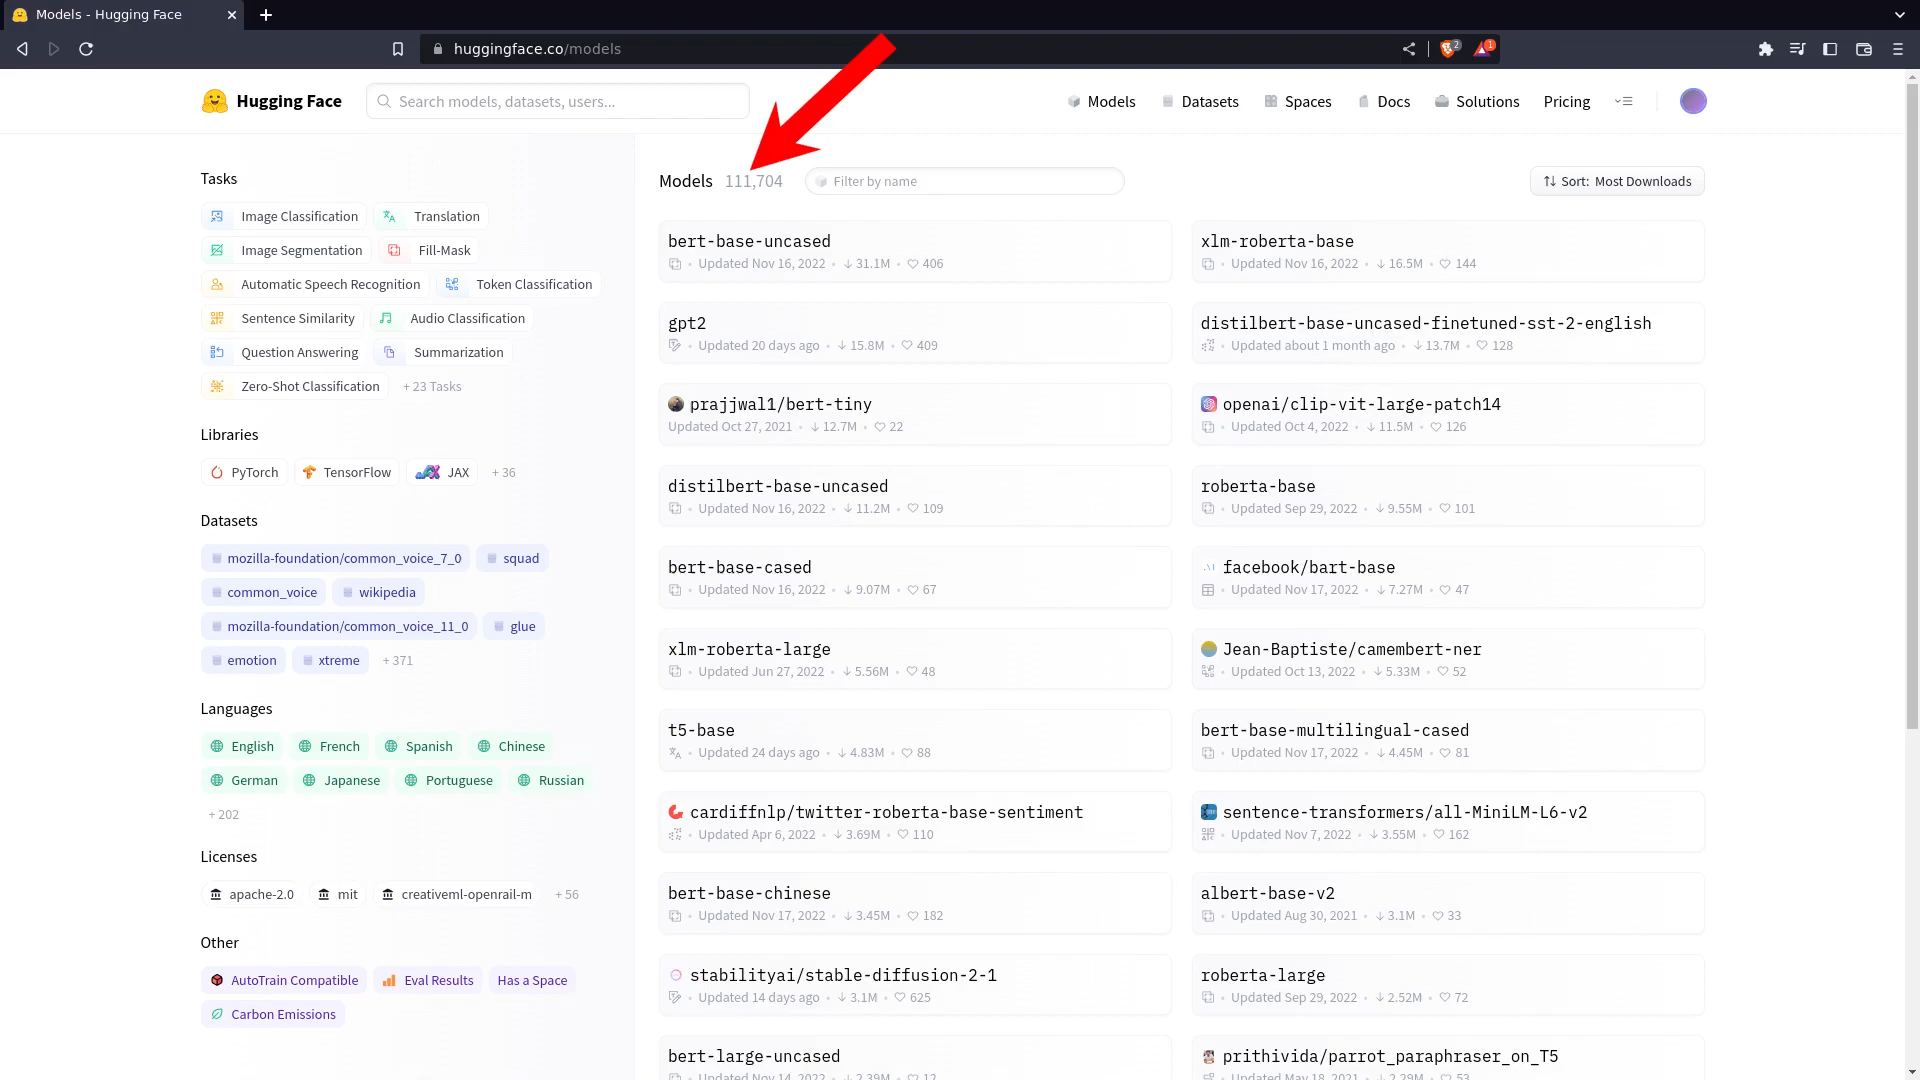 Models - Hugging Face
huggingface.co/models
2
1
Hugging Face
Search models, datasets, users...
Models
Datasets
Spaces
Docs
Solutions
Pricing
Tasks
Image Classification
Translation
Image Segmentation
Fill-Mask
Automatic Speech Recognition
Token Classification
Sentence Similarity
Audio Classification
Question Answering
Summarization
Zero-Shot Classification
+ 23 Tasks
Libraries
PyTorch
TensorFlow
JAX
+ 36
Datasets
mozilla-foundation/common_voice_7_0
squad
common_voice
wikipedia
mozilla-foundation/common_voice_11_0
glue
emotion
xtreme
+ 371
Languages
English
French
Spanish
Chinese
German
Japanese
Portuguese
Russian
+ 202
Licenses
apache-2.0
mit
creativeml-openrail-m
+ 56
Other
AutoTrain Compatible
Eval Results
Has a Space
Carbon Emissions
Models 111,704
Filter by name
Sort: Most Downloads
bert-base-uncased
Updated Nov 16, 2022 • ↓ 31.1M • ♡ 406
xlm-roberta-base
Updated Nov 16, 2022 • ↓ 16.5M • ♡ 144
gpt2
Updated 20 days ago • ↓ 15.8M • ♡ 409
distilbert-base-uncased-finetuned-sst-2-english
Updated about 1 month ago • ↓ 13.7M • ♡ 128
prajjwal1/bert-tiny
Updated Oct 27, 2021 • ↓ 12.7M • ♡ 22
openai/clip-vit-large-patch14
Updated Oct 4, 2022 • ↓ 11.5M • ♡ 126
distilbert-base-uncased
Updated Nov 16, 2022 • ↓ 11.2M • ♡ 109
roberta-base
Updated Sep 29, 2022 • ↓ 9.55M • ♡ 101
bert-base-cased
Updated Nov 16, 2022 • ↓ 9.07M • ♡ 67
facebook/bart-base
Updated Nov 17, 2022 • ↓ 7.27M • ♡ 47
xlm-roberta-large
Updated Jun 27, 2022 • ↓ 5.56M • ♡ 48
Jean-Baptiste/camembert-ner
Updated Oct 13, 2022 • ↓ 5.33M • ♡ 52
t5-base
Updated 24 days ago • ↓ 4.83M • ♡ 88
bert-base-multilingual-cased
Updated Nov 17, 2022 • ↓ 4.45M • ♡ 81
cardiffnlp/twitter-roberta-base-sentiment
Updated Apr 6, 2022 • ↓ 3.69M • ♡ 110
sentence-transformers/all-MiniLM-L6-v2
Updated Nov 7, 2022 • ↓ 3.55M • ♡ 162
bert-base-chinese
Updated Nov 17, 2022 • ↓ 3.45M • ♡ 182
albert-base-v2
Updated Aug 30, 2021 • ↓ 3.1M • ♡ 33
stabilityai/stable-diffusion-2-1
Updated 14 days ago • ↓ 3.1M • ♡ 625
roberta-large
Updated Sep 29, 2022 • ↓ 2.52M • ♡ 72
bert-large-uncased
Updated Nov 14, 2022 • ↓ 2.39M • ♡ 12
prithivida/parrot_paraphraser_on_T5
Updated May 18, 2021 • ↓ 2.29M • ♡ 53